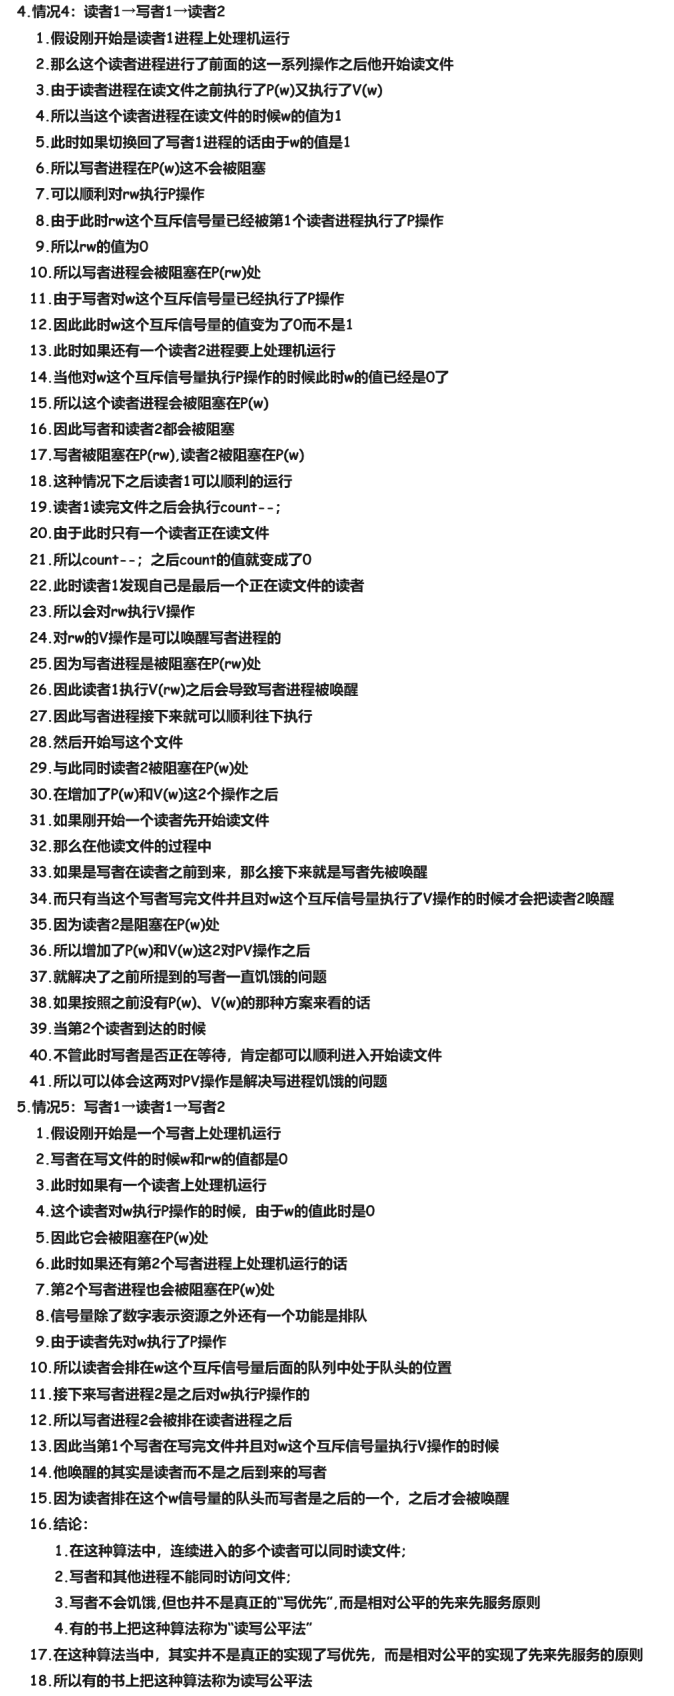 4.情况4：读者1→写者1→读者2
1.假设刚开始是读者1进程上处理机运行
2.那么这个读者进程进行了前面的这一系列操作之后他开始读文件
3.由于读者进程在读文件之前执行了P(w)又执行了V(w)
4.所以当这个读者进程在读文件的时候w的值为1
5.此时如果切换回了写者1进程的话由于w的值是1
6.所以写者进程在P(w)这不会被阻塞
7.可以顺利对rw执行P操作
8.由于此时rw这个互斥信号量已经被第1个读者进程执行了P操作
9.所以rw的值为0
10.所以写者进程会被阻塞在P(rw)处
11.由于写者对w这个互斥信号量已经执行了P操作
12.因此此时w这个互斥信号量的值变为了0而不是1
13.此时如果还有一个读者2进程要上处理机运行
14.当他对w这个互斥信号量执行P操作的时候此时w的值已经是0了
15.所以这个读者进程会被阻塞在P(w)
16.因此写者和读者2都会被阻塞
17.写者被阻塞在P(rw),读者2被阻塞在P(w)
18.这种情况下之后读者1可以顺利的运行
19.读者1读完文件之后会执行count--；
20.由于此时只有一个读者正在读文件
21.所以count--；之后count的值就变成了0
22.此时读者1发现自己是最后一个正在读文件的读者
23.所以会对rw执行V操作
24.对rw的V操作是可以唤醒写者进程的
25.因为写者进程是被阻塞在P(rw)处
26.因此读者1执行V(rw)之后会导致写者进程被唤醒
27.因此写者进程接下来就可以顺利往下执行
28.然后开始写这个文件
29.与此同时读者2被阻塞在P(w)处
30.在增加了P(w)和V(w)这2个操作之后
31.如果刚开始一个读者先开始读文件
32.那么在他读文件的过程中
33.如果是写者在读者之前到来，那么接下来就是写者先被唤醒
34.而只有当这个写者写完文件并且对w这个互斥信号量执行了V操作的时候才会把读者2唤醒
35.因为读者2是阻塞在P(w)处
36.所以增加了P(w)和V(w)这2对PV操作之后
37.就解决了之前所提到的写者一直饥饿的问题
38.如果按照之前没有P(w)、V(w)的那种方案来看的话
39.当第2个读者到达的时候
40.不管此时写者是否正在等待，肯定都可以顺利进入开始读文件
41.所以可以体会这两对PV操作是解决写进程饥饿的问题
5.情况5：写者1→读者1→写者2
1.假设刚开始是一个写者上处理机运行
2.写者在写文件的时候w和rw的值都是0
3.此时如果有一个读者上处理机运行
4.这个读者对w执行P操作的时候，由于w的值此时是0
5.因此它会被阻塞在P(w)处
6.此时如果还有第2个写者进程上处理机运行的话
7.第2个写者进程也会被阻塞在P(w)处
8.信号量除了数字表示资源之外还有一个功能是排队
9.由于读者先对w执行了P操作
10.所以读者会排在w这个互斥信号量后面的队列中处于队头的位置
11.接下来写者进程2是之后对w执行P操作的
12.所以写者进程2会被排在读者进程之后
13.因此当第1个写者在写完文件并且对w这个互斥信号量执行V操作的时候
14.他唤醒的其实是读者而不是之后到来的写者
15.因为读者排在这个w信号量的队头而写者是之后的一个，之后才会被唤醒
16.结论：
1.在这种算法中，连续进入的多个读者可以同时读文件；
2.写者和其他进程不能同时访问文件；
3.写者不会饥饿,但也并不是真正的“写优先”,而是相对公平的先来先服务原则
4.有的书上把这种算法称为“读写公平法”
17.在这种算法当中，其实并不是真正的实现了写优先，而是相对公平的实现了先来先服务的原则
18.所以有的书上把这种算法称为读写公平法